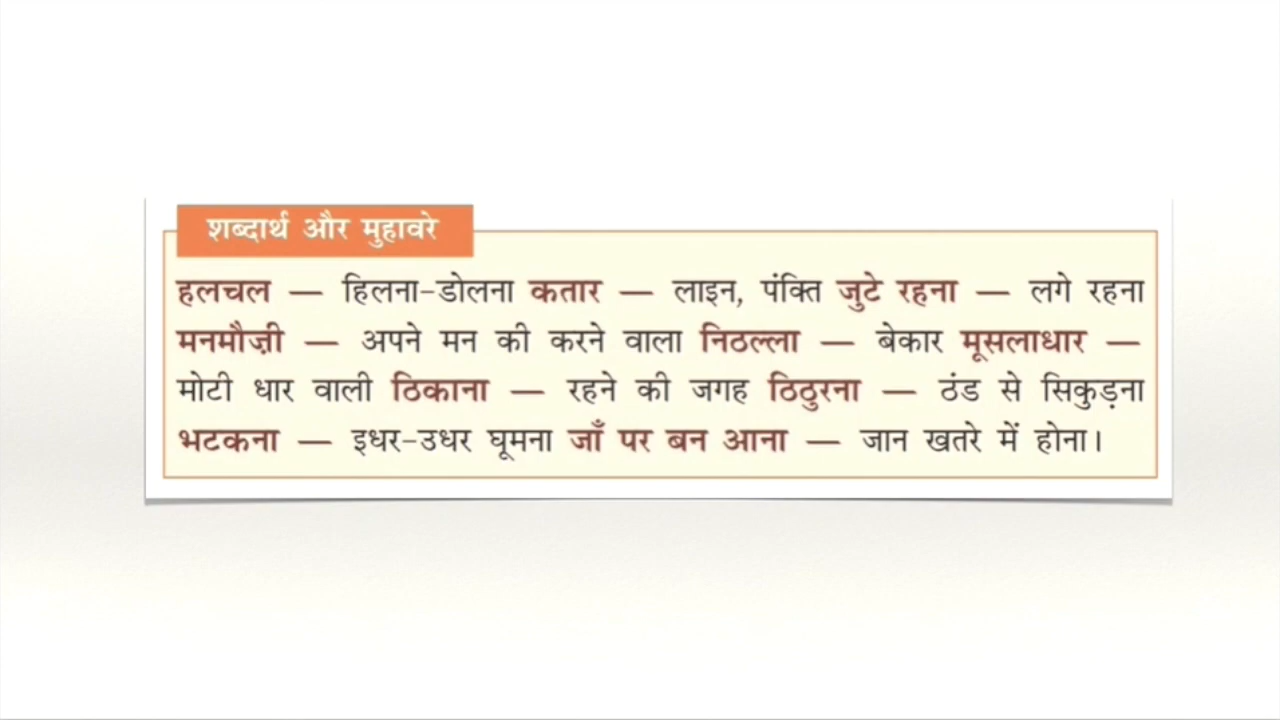 शब्दार्थ और मुहावरे
हलचल — हिलना-डोलना कतार — लाइन, पंक्ति जुटे रहना — लगे रहना
मनमौज़ी — अपने मन की करने वाला निठल्ला — बेकार मूसलाधार —
मोटी धार वाली ठिकाना — रहने की जगह ठिठुरना — ठंड से सिकुड़ना
भटकना — इधर-उधर घूमना जाँ पर बन आना — जान खतरे में होना।